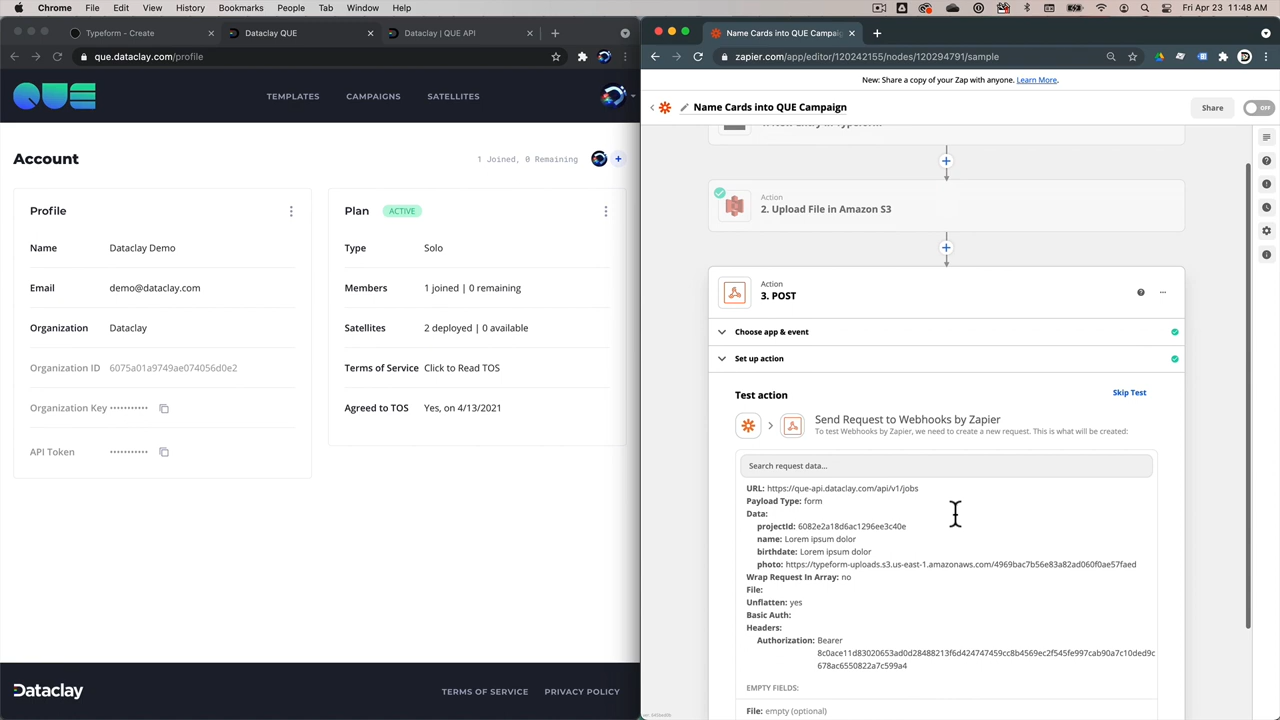 Chrome File Edit View History Bookmarks People Tab Window Help
Fri Apr 23 11:48
Typeform - Create
Dataclay QUE
Dataclay | QUE API
Name Cards into QUE Campaig
que.dataclay.com/profile
zapier.com/app/editor/120242155/nodes/120294791/sample
New: Share a copy of your Zap with anyone. Learn More.
QUE
TEMPLATES
CAMPAIGNS
SATELLITES
Name Cards into QUE Campaign
Share
OFF
Account
1 Joined, 0 Remaining
Profile
Name Dataclay Demo
Email demo@dataclay.com
Organization Dataclay
Organization ID 6075a01a9749ae074056d0e2
Organization Key ••••••••••
API Token ••••••••••
Plan ACTIVE
Type Solo
Members 1 joined | 0 remaining
Satellites 2 deployed | 0 available
Terms of Service Click to Read TOS
Agreed to TOS Yes, on 4/13/2021
Dataclay
TERMS OF SERVICE
PRIVACY POLICY
Action
2. Upload File in Amazon S3
Action
3. POST
Choose app & event
Set up action
Test action
Skip Test
Send Request to Webhooks by Zapier
To test Webhooks by Zapier, we need to create a new request. This is what will be created:
Search request data...
URL: https://que-api.dataclay.com/api/v1/jobs
Payload Type: form
Data:
projectId: 6082e2a18d6ac1296ee3c40e
name: Lorem ipsum dolor
birthdate: Lorem ipsum dolor
photo: https://typeform-uploads.s3.us-east-1.amazonaws.com/4969bac7b56e83a82ad060f0ae57faed
Wrap Request In Array: no
File:
Unflatten: yes
Basic Auth:
Headers:
Authorization: Bearer
8c0ace11d83020653ad0d28488213f6d424747459cc8b4569ec2f545fe997cab90a7c10ded9c
678ac6550822a7c599a4
EMPTY FIELDS:
File: empty (optional)